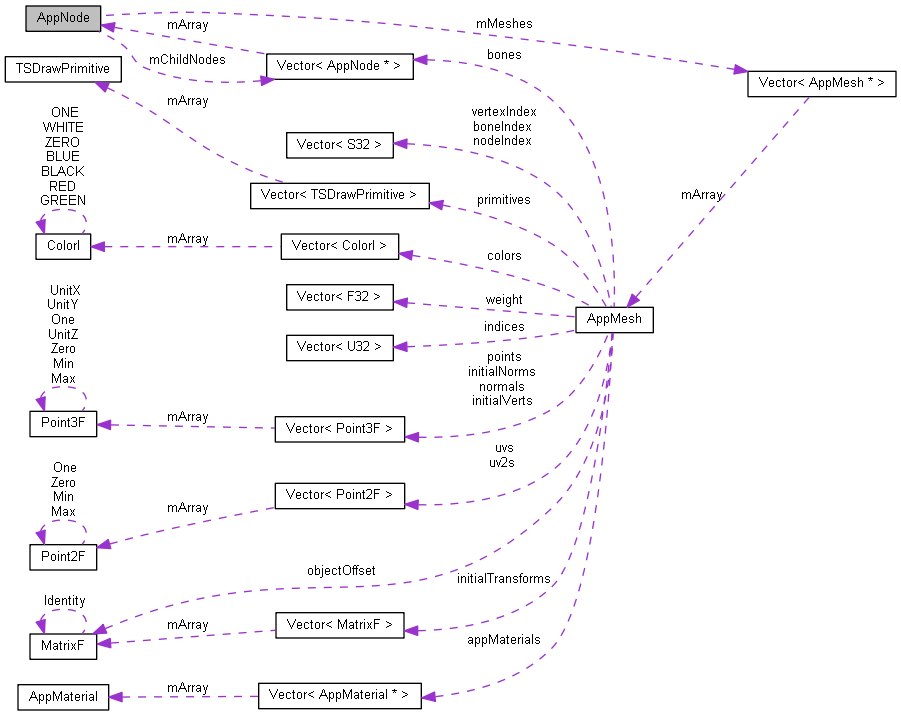 AppNode
mArray
mMeshes
TSDrawPrimitive
mChildNodes
Vector< AppNode * >
bones
Vector< AppMesh * >
mArray
ONE
WHITE
ZERO
BLUE
BLACK
RED
GREEN
Vector< S32 >
vertexIndex
boneIndex
nodeIndex
Vector< TSDrawPrimitive >
primitives
mArray
ColorI
mArray
Vector< ColorI >
colors
UnitX
UnitY
One
UnitZ
Zero
Min
Max
Vector< F32 >
weight
AppMesh
Vector< U32 >
indices
points
initialNorms
normals
initialVerts
Point3F
mArray
Vector< Point3F >
One
Zero
Min
Max
uvs
uv2s
Vector< Point2F >
mArray
Point2F
objectOffset
initialTransforms
Identity
mArray
Vector< MatrixF >
MatrixF
appMaterials
AppMaterial
mArray
Vector< AppMaterial * >